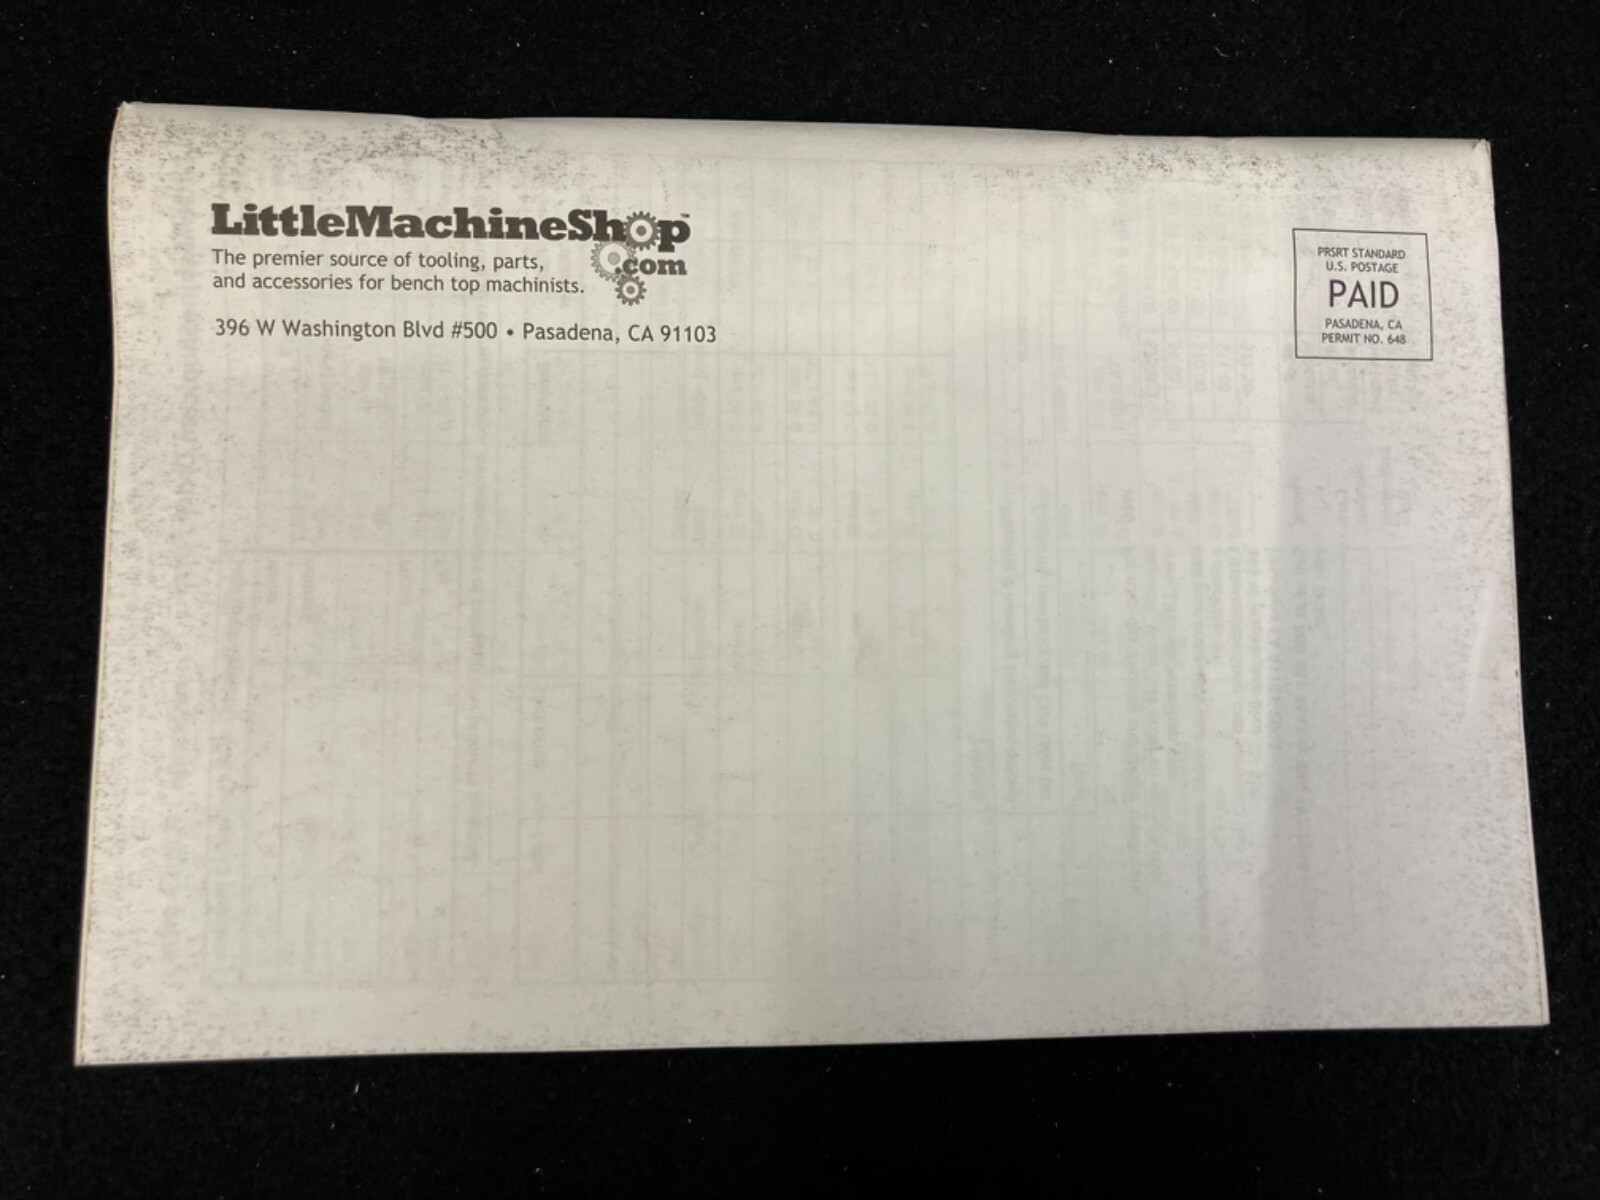 LittleMachineShop™
.com
The premier source of tooling, parts,
and accessories for bench top machinists.
396 W Washington Blvd #500 • Pasadena, CA 91103
PRSRT STANDARD
U.S. POSTAGE
PAID
PASADENA, CA
PERMIT NO. 648